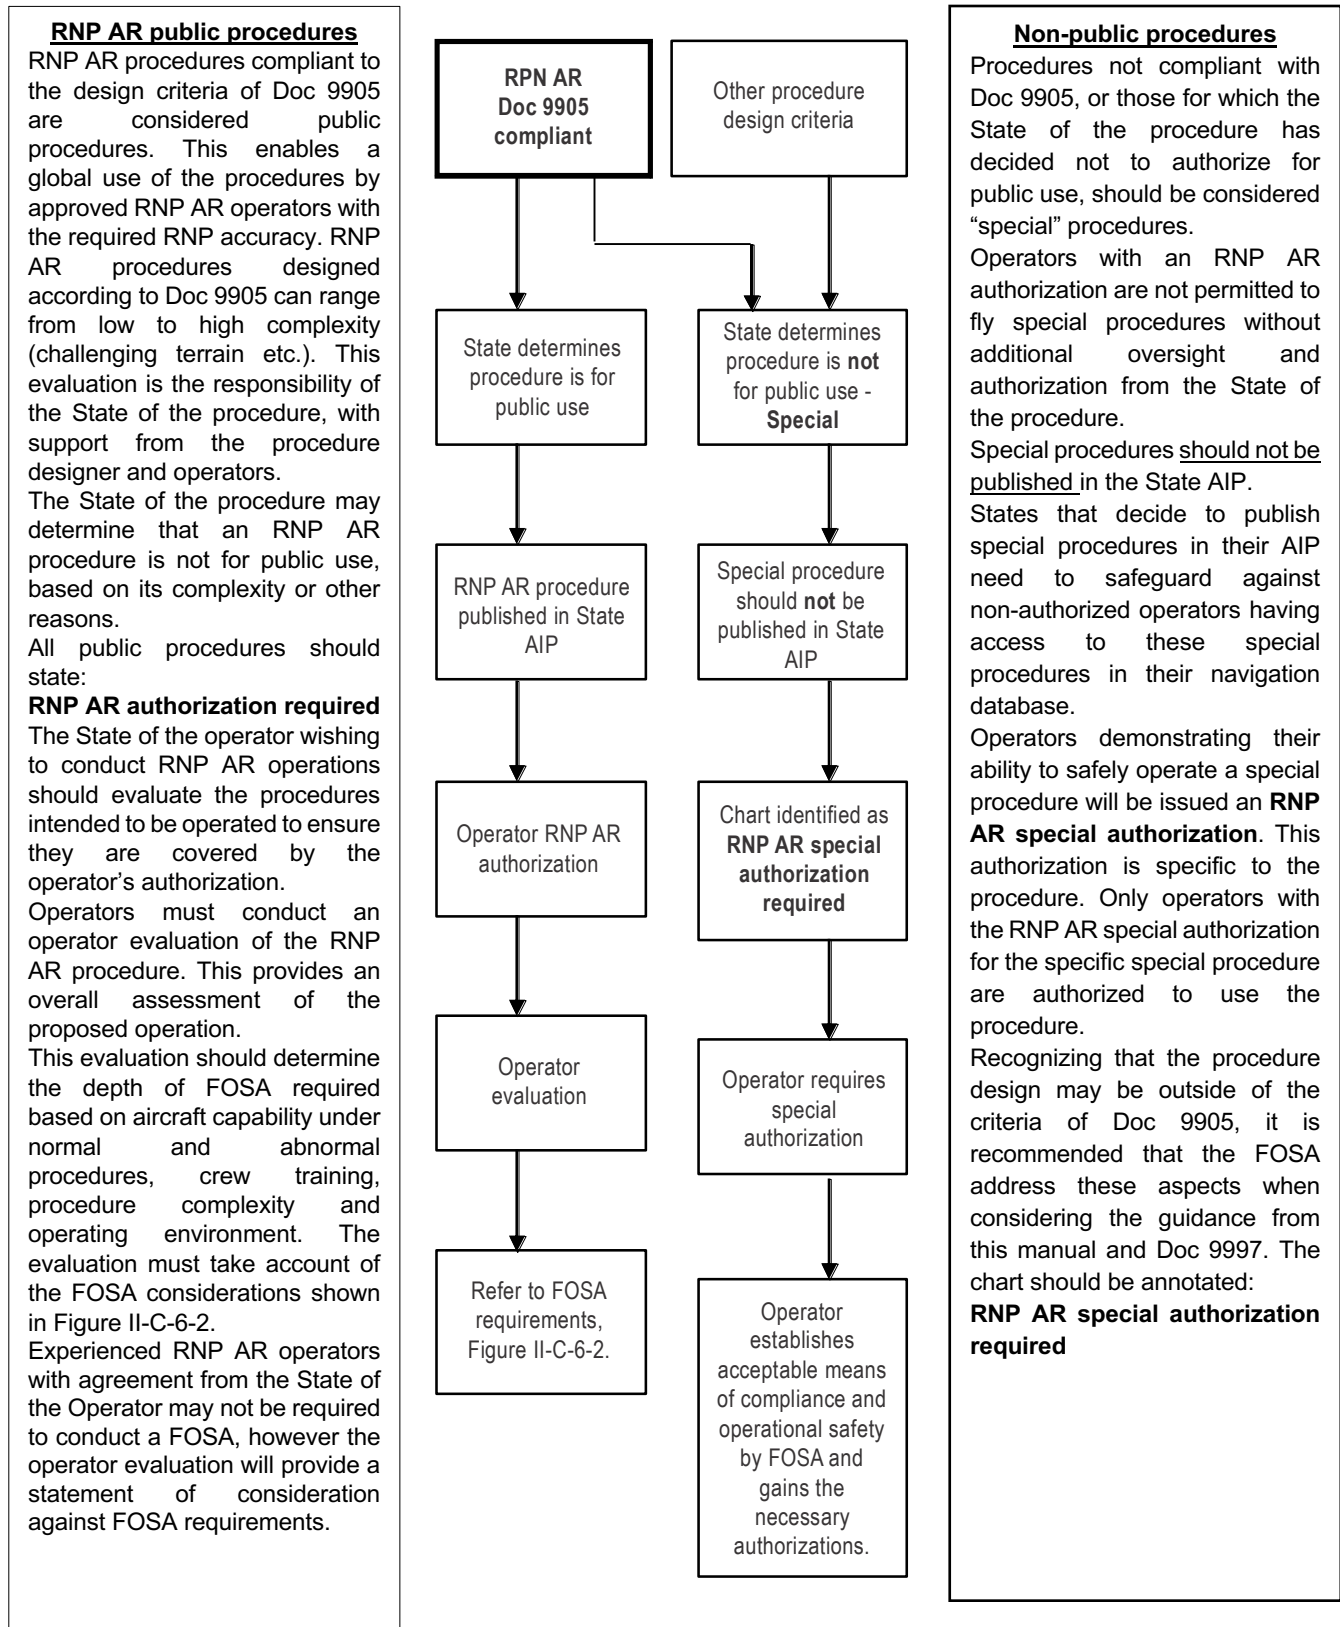 RNP AR public procedures
RNP AR procedures compliant to
the design criteria of Doc 9905
are considered public
procedures. This enables a
global use of the procedures by
approved RNP AR operators with
the required RNP accuracy. RNP
AR procedures designed
according to Doc 9905 can range
from low to high complexity
(challenging terrain etc.). This
evaluation is the responsibility of
the State of the procedure, with
support from the procedure
designer and operators.
The State of the procedure may
determine that an RNP AR
procedure is not for public use,
based on its complexity or other
reasons.
All public procedures should
state:
RNP AR authorization required
The State of the operator wishing
to conduct RNP AR operations
should evaluate the procedures
intended to be operated to ensure
they are covered by the
operator's authorization.
Operators must conduct an
operator evaluation of the RNP
AR procedure. This provides an
overall assessment of the
proposed operation.
This evaluation should determine
the depth of FOSA required
based on aircraft capability under
normal and abnormal
procedures, crew training,
procedure complexity and
operating environment. The
evaluation must take account of
the FOSA considerations shown
in Figure II-C-6-2.
Experienced RNP AR operators
with agreement from the State of
the Operator may not be required
to conduct a FOSA, however the
operator evaluation will provide a
statement of consideration
against FOSA requirements.
RPN AR
Doc 9905
compliant
State determines
procedure is for
public use
RNP AR procedure
published in State
AIP
Operator RNP AR
authorization
Operator
evaluation
Refer to FOSA
requirements,
Figure II-C-6-2.
Other procedure
design criteria
State determines
procedure is not
for public use -
Special
Special procedure
should not be
published in State
AIP
Chart identified as
RNP AR special
authorization
required
Operator requires
special
authorization
Operator
establishes
acceptable means
of compliance and
operational safety
by FOSA and
gains the
necessary
authorizations.
Non-public procedures
Procedures not compliant with
Doc 9905, or those for which the
State of the procedure has
decided not to authorize for
public use, should be considered
“special” procedures.
Operators with an RNP AR
authorization are not permitted to
fly special procedures without
additional oversight and
authorization from the State of
the procedure.
Special procedures should not be
published in the State AIP.
States that decide to publish
special procedures in their AIP
need to safeguard against
non-authorized operators having
access to these special
procedures in their navigation
database.
Operators demonstrating their
ability to safely operate a special
procedure will be issued an RNP
AR special authorization. This
authorization is specific to the
procedure. Only operators with
the RNP AR special authorization
for the specific special procedure
are authorized to use the
procedure.
Recognizing that the procedure
design may be outside of the
criteria of Doc 9905, it is
recommended that the FOSA
address these aspects when
considering the guidance from
this manual and Doc 9997. The
chart should be annotated:
RNP AR special authorization
required